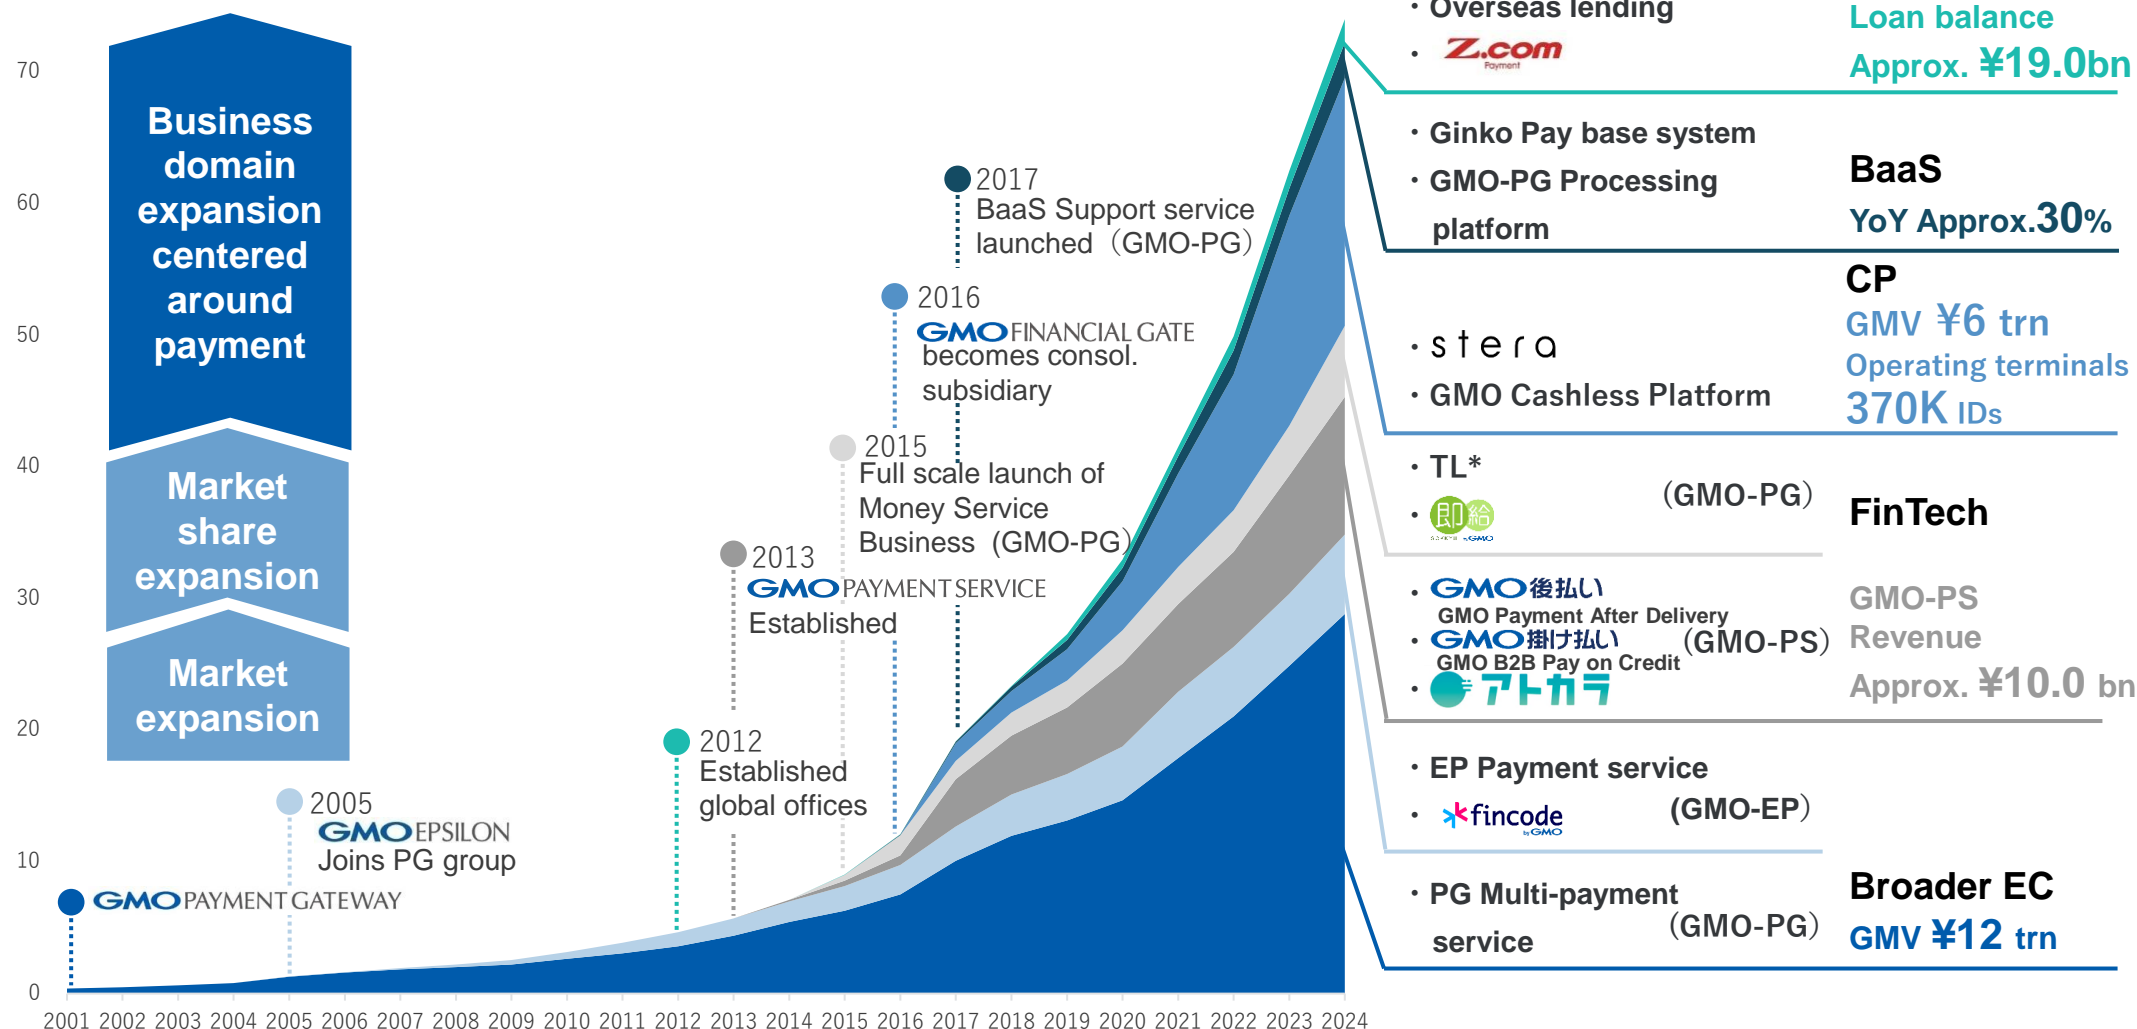 70
60
50
40
30
20
10
0
Business
domain
expansion
centered
around
payment
Market
share
expansion
Market
expansion
GMO PAYMENT GATEWAY
2005
GMO EPSILON
Joins PG group
2012
Established
global offices
2013
GMO PAYMENT SERVICE
Established
2015
Full scale launch of
Money Service
Business (GMO-PG)
2016
GMO FINANCIAL GATE
becomes consol.
subsidiary
2017
BaaS Support service
launched（GMO-PG）
2001 2002 2003 2004 2005 2006 2007 2008 2009 2010 2011 2012 2013 2014 2015 2016 2017 2018 2019 2020 2021 2022 2023 2024
・Overseas lending
・Z.com
Payment
Loan balance
Approx. ¥19.0bn
・Ginko Pay base system
・GMO-PG Processing
platform
BaaS
YoY Approx.30%
・stera
・GMO Cashless Platform
CP
GMV ¥6 trn
Operating terminals
370K IDs
・TL*
・即給
by GMO
（GMO-PG）
FinTech
・GMO後払い
GMO Payment After Delivery
・GMO掛け払い
GMO B2B Pay on Credit
・アトカラ
（GMO-PS）
GMO-PS
Revenue
Approx. ¥10.0 bn
・EP Payment service
・fincode
by GMO
(GMO-EP）
・PG Multi-payment
service
（GMO-PG）
Broader EC
GMV ¥12 trn